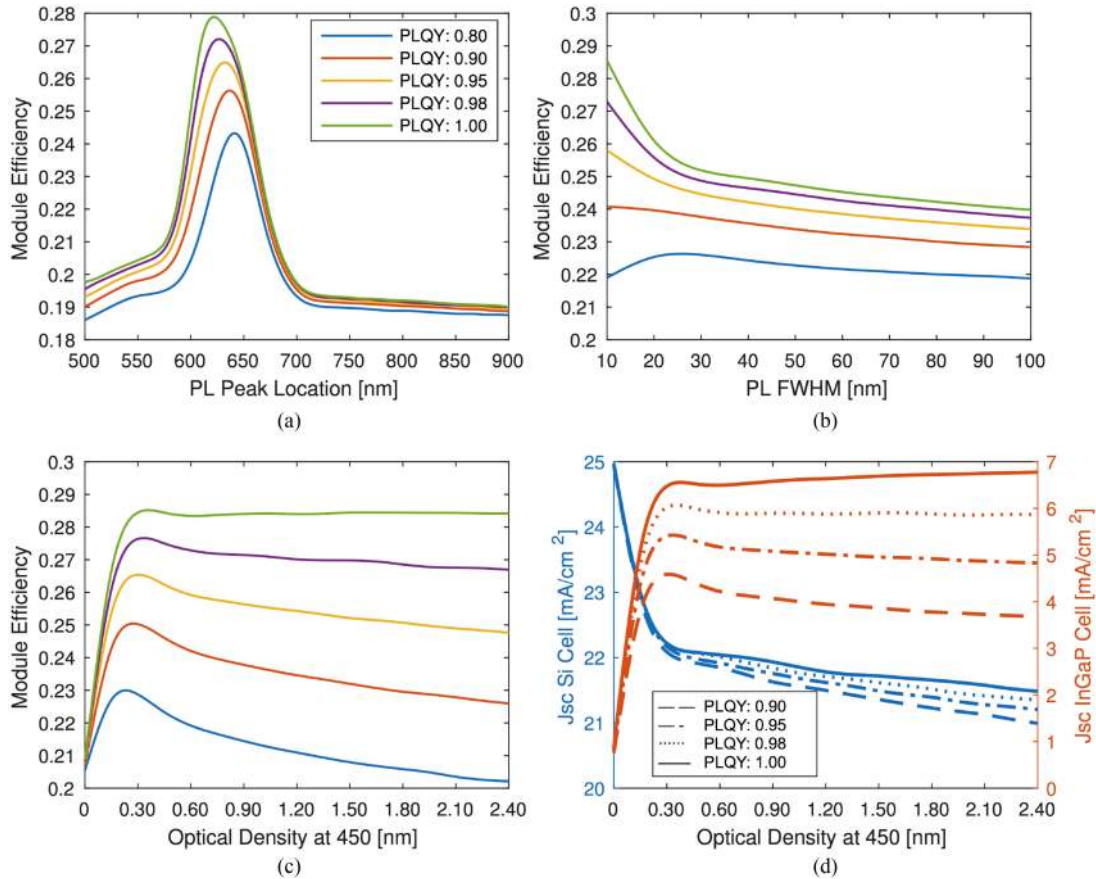 0.28
0.27
0.26
0.25
0.24
0.23
0.22
0.21
0.2
0.19
0.18
Module Efficiency
500 550 600 650 700 750 800 850 900
PL Peak Location [nm]
PLQY: 0.80
PLQY: 0.90
PLQY: 0.95
PLQY: 0.98
PLQY: 1.00
(a)
0.3
0.29
0.28
0.27
0.26
0.25
0.24
0.23
0.22
0.21
0.2
Module Efficiency
10 20 30 40 50 60 70 80 90 100
PL FWHM [nm]
(b)
0.3
0.29
0.28
0.27
0.26
0.25
0.24
0.23
0.22
0.21
0.2
Module Efficiency
0 0.30 0.60 0.90 1.20 1.50 1.80 2.10 2.40
Optical Density at 450 [nm]
(c)
25
24
23
22
21
20
Jsc Si Cell [mA/cm 2]
PLQY: 0.90
PLQY: 0.95
PLQY: 0.98
PLQY: 1.00
7
6
5
4
3
2
1
0
Jsc InGaP Cell [mA/cm 2]
0 0.30 0.60 0.90 1.20 1.50 1.80 2.10 2.40
Optical Density at 450 [nm]
(d)